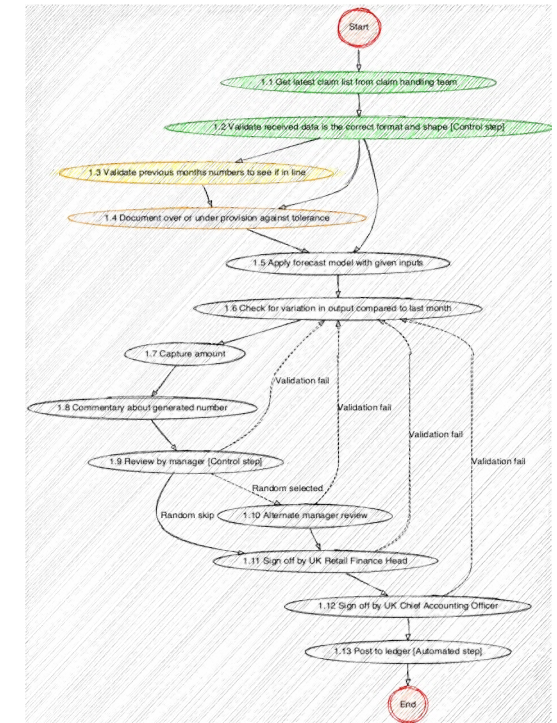 Start
1.1 Get latest claim list from claim handling team
1.2 Validate received data is the correct format and shape [Control step]
1.3 Validate previous months numbers to see if in line
1.4 Document over or under provision against tolerance
1.5 Apply forecast model with given inputs
1.6 Check for variation in output compared to last month
1.7 Capture amount
Validation fail
1.8 Commentary about generated number
Validation fail
Validation fail
1.9 Review by manager [Control step]
Validation fail
Random selected
Random skip
1.10 Alternate manager review
1.11 Sign off by UK Retail Finance Head
1.12 Sign off by UK Chief Accounting Officer
1.13 Post to ledger [Automated step]
End